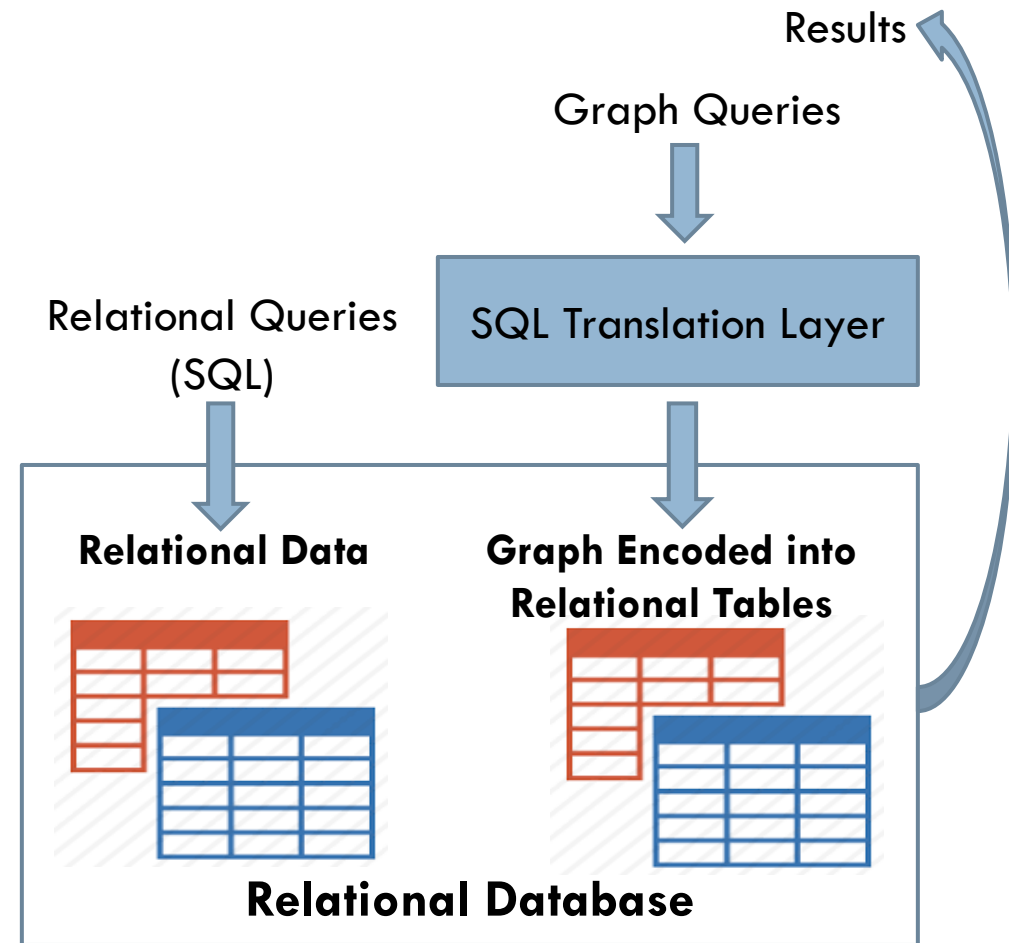 Results
Graph Queries
SQL Translation Layer
Relational Queries
(SQL)
Relational Data
Graph Encoded into
Relational Tables
Relational Database